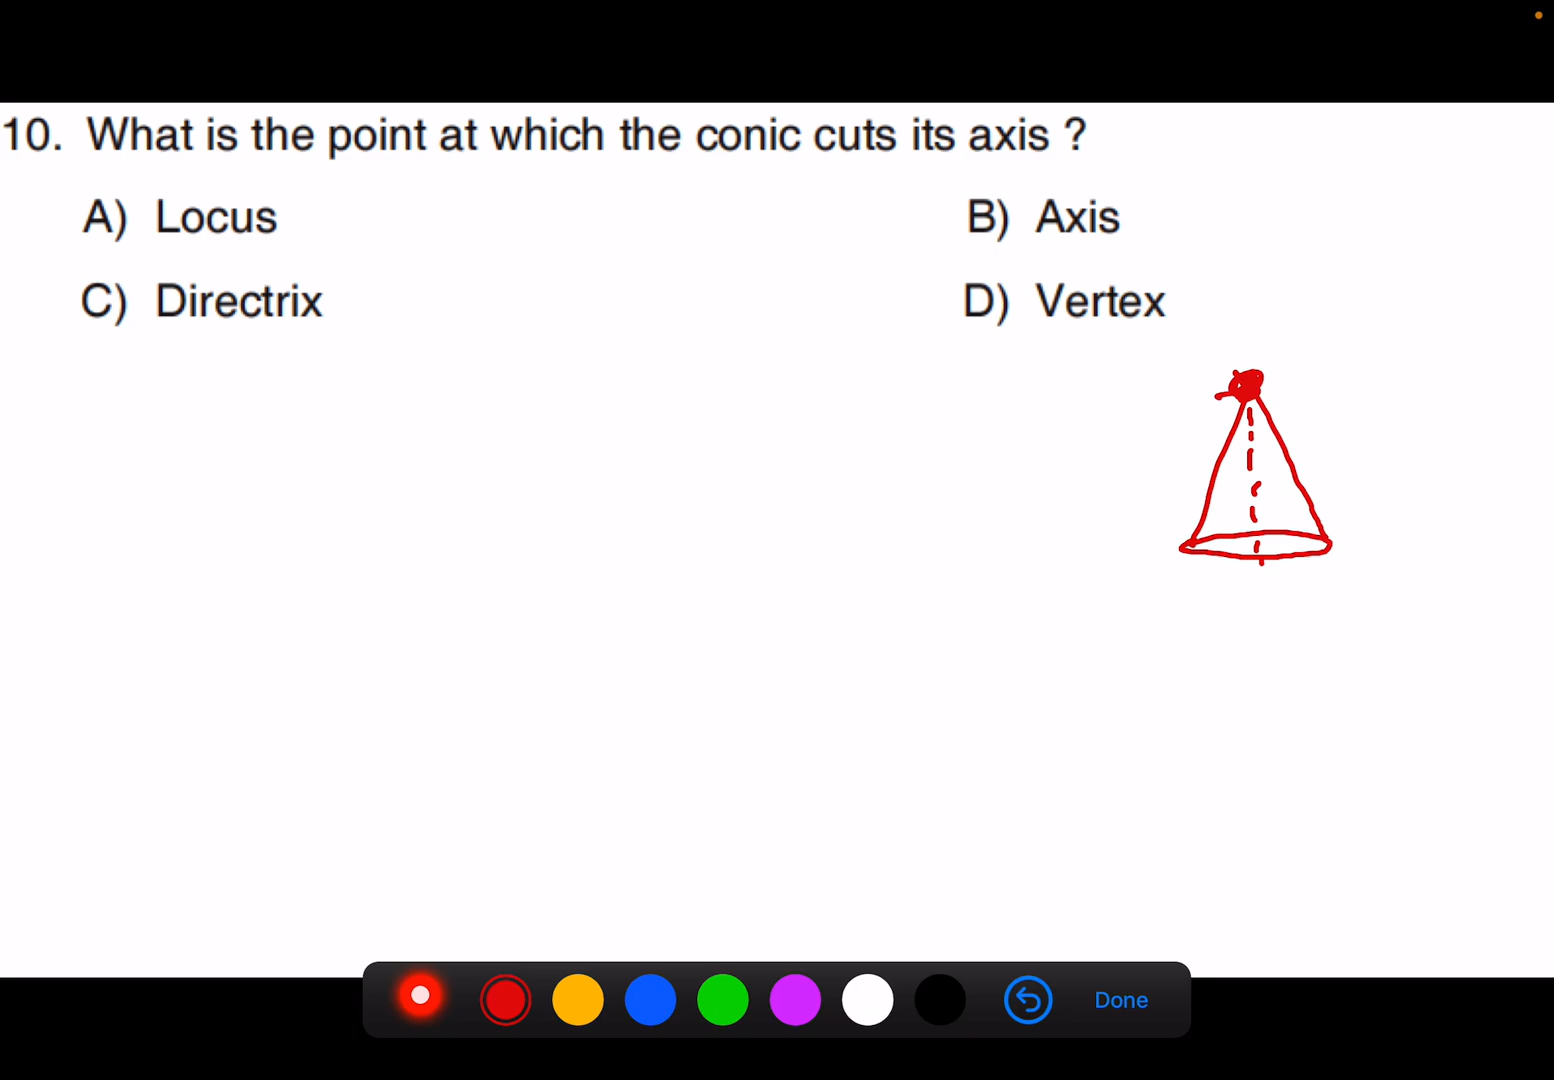 10. What is the point at which the conic cuts its axis ?
A) Locus B) Axis
C) Directrix D) Vertex
Done